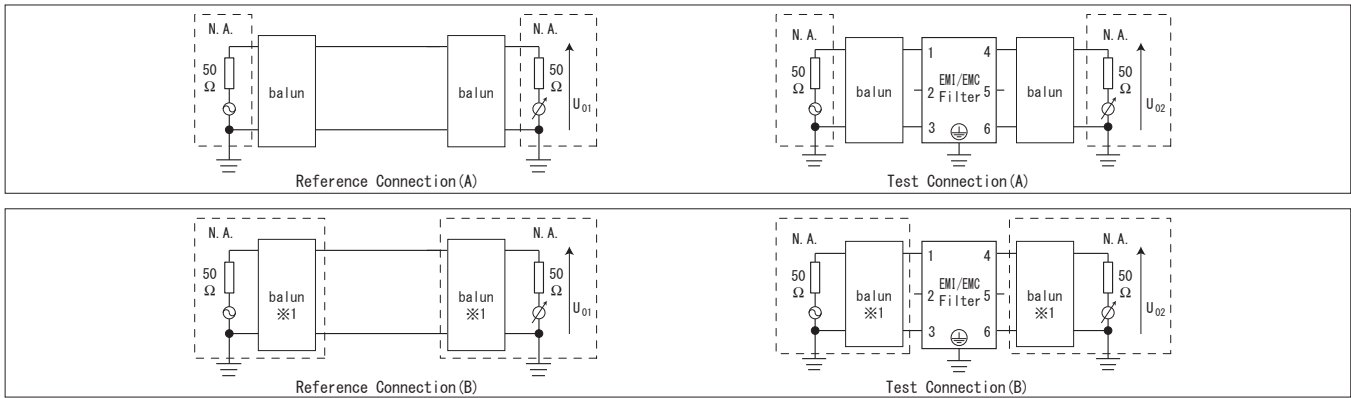 N.A.
50
Ω
balun
balun
N.A.
50
Ω
U01
Reference Connection(A)
N.A.
50
Ω
balun
1
2
3
EMI/EMC
Filter
4
5
6
balun
N.A.
50
Ω
U02
Test Connection(A)
N.A.
50
Ω
balun
※1
balun
※1
N.A.
50
Ω
U01
Reference Connection(B)
N.A.
50
Ω
balun
※1
1
2
3
EMI/EMC
Filter
4
5
6
balun
※1
N.A.
50
Ω
U02
Test Connection(B)